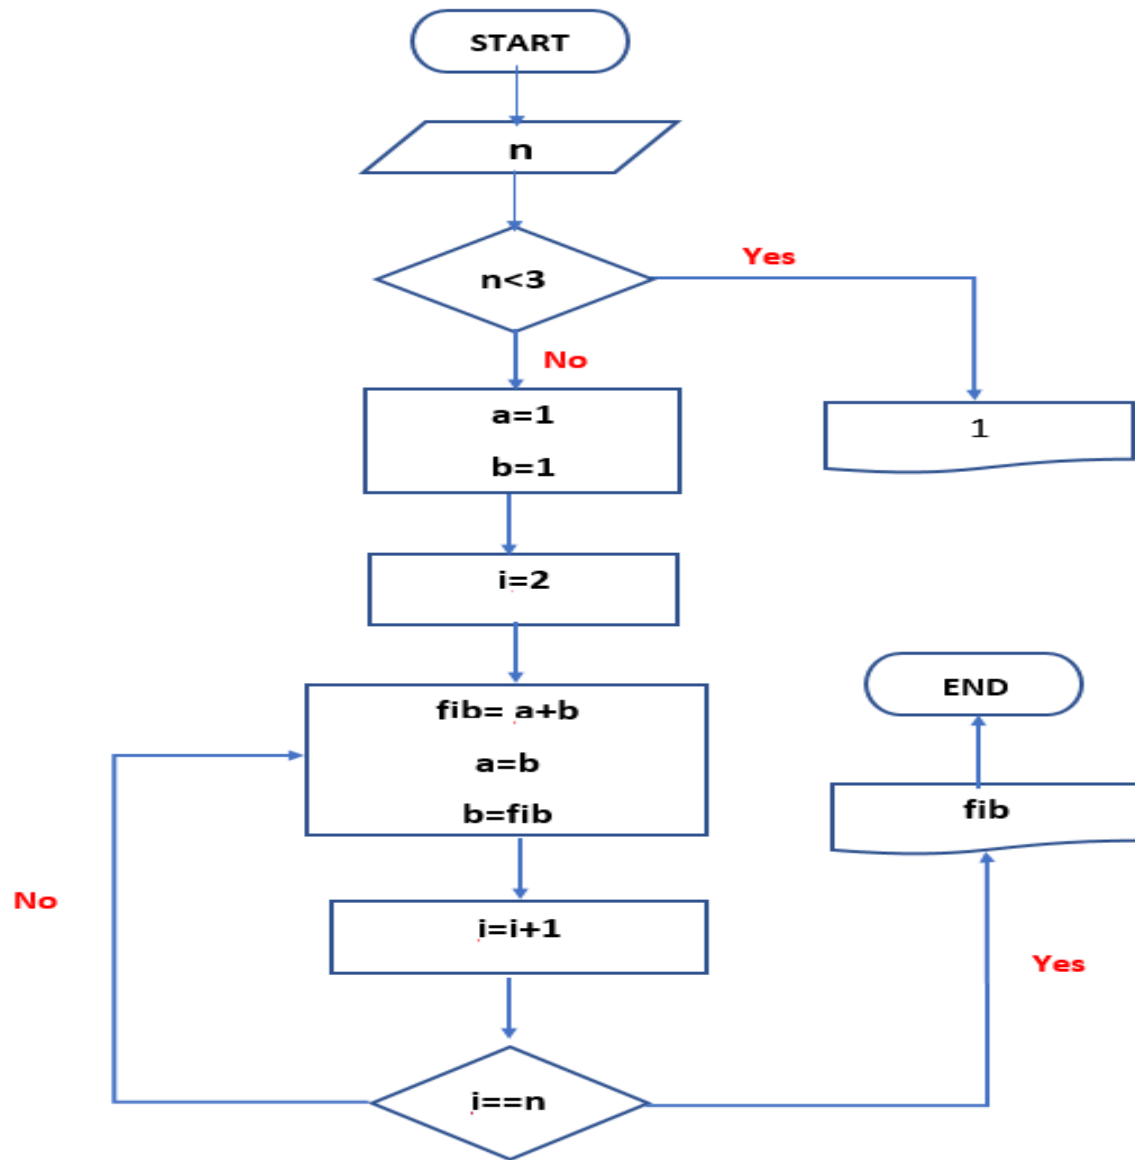 START
n
n<3
Yes
No
a=1
b=1
1
i=2
fib= a+b
a=b
b=fib
END
fib
No
i=i+1
Yes
i==n